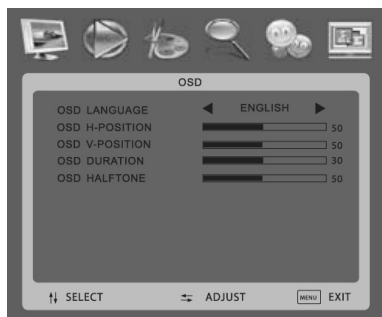 OSD
OSD LANGUAGE ENGLISH
OSD H-POSITION 50
OSD V-POSITION 50
OSD DURATION 30
OSD HALFTONE 50
SELECT ADJUST MENU EXIT